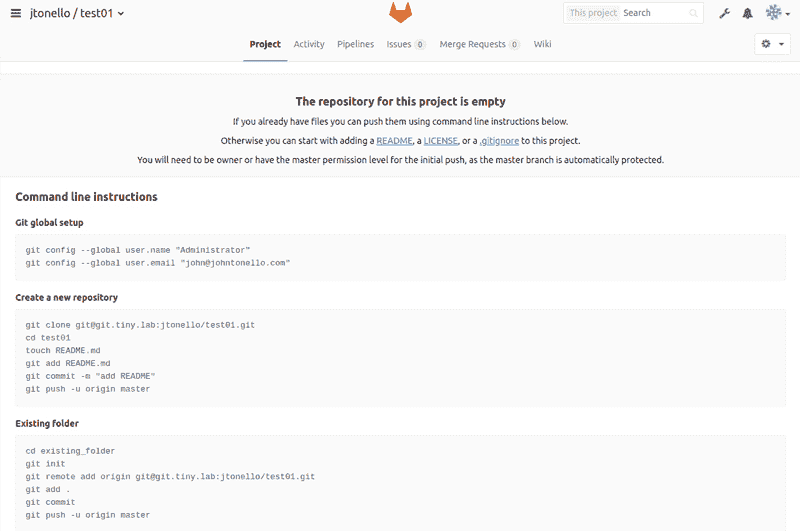 jtonello / test01
This project Search
Project Activity Pipelines Issues 0 Merge Requests 0 Wiki
The repository for this project is empty
If you already have files you can push them using command line instructions below.
Otherwise you can start with adding a README, a LICENSE, or a .gitignore to this project.
You will need to be owner or have the master permission level for the initial push, as the master branch is automatically protected.
Command line instructions
Git global setup
git config --global user.name "Administrator"
git config --global user.email "john@johntonello.com"
Create a new repository
git clone git@git.tiny.lab:jtonello/test01.git
cd test01
touch README.md
git add README.md
git commit -m "add README"
git push -u origin master
Existing folder
cd existing_folder
git init
git remote add origin git@git.tiny.lab:jtonello/test01.git
git add .
git commit
git push -u origin master